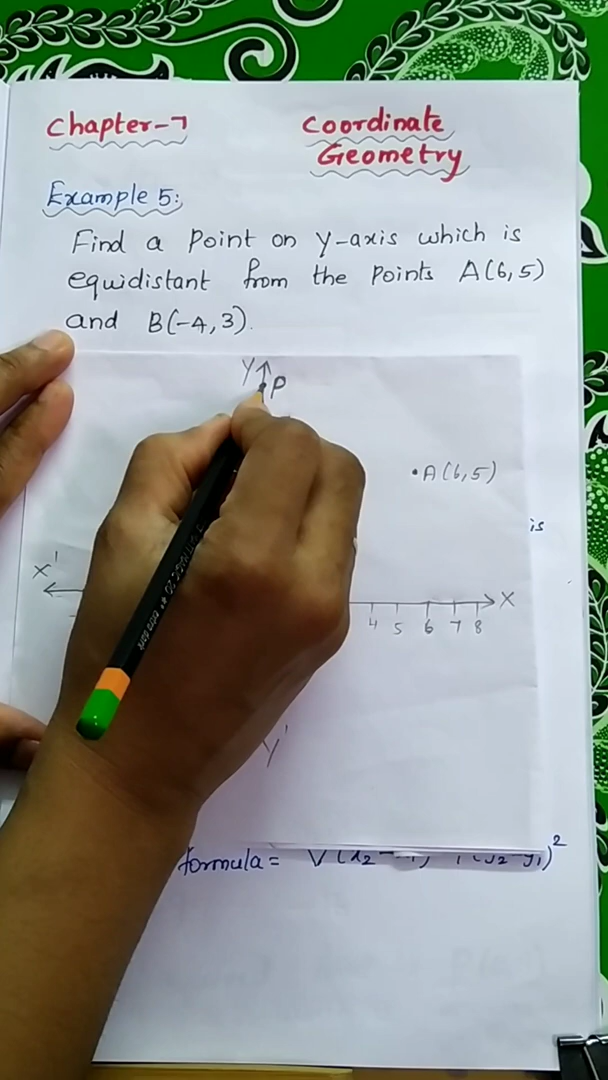 Chapter-7 Coordinate
Geometry
Example 5:
Find a Point on y-axis which is
equidistant from the Points A(6,5)
and B(-4,3).
Y P
A(6,5)
is
X' X
4 5 6 7 8
Y'
formula =